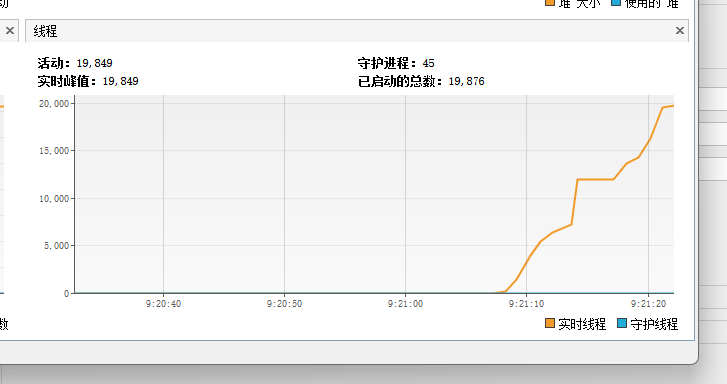 动
堆 大小 使用的 堆
线程
活动: 19,849 守护进程: 45
实时峰值: 19,849 已启动的总数: 19,876
20,000
15,000
10,000
5,000
0
9:20:40 9:20:50 9:21:00 9:21:10 9:21:20
数 实时线程 守护线程